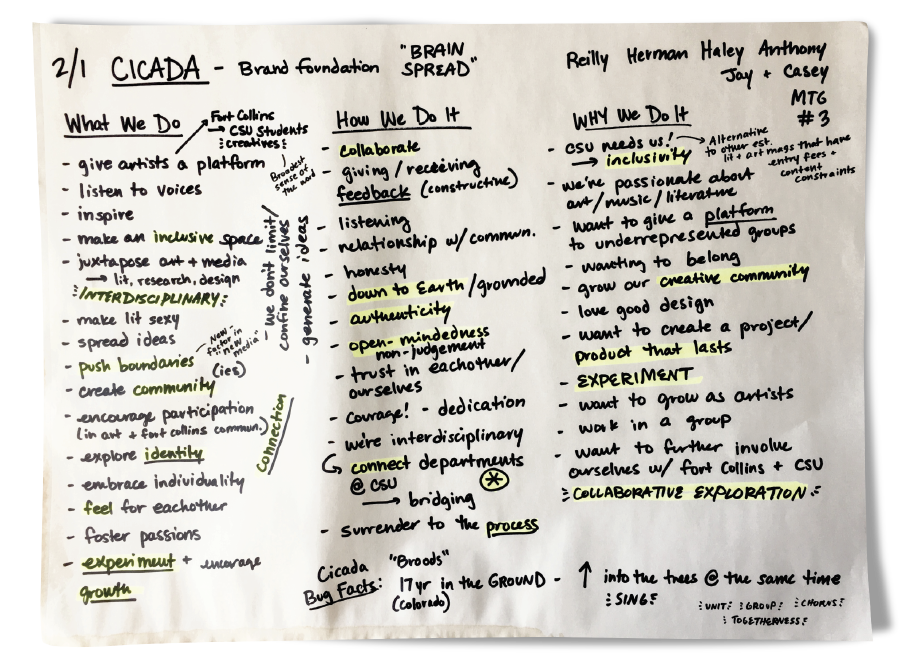 2/1 CICADA - Brand foundation "BRAIN SPREAD"
Reilly Herman Haley Anthony
Jay + Casey
MTG
#3
What We Do
Fort Collins
→ CSU Students
creatives
Broadest
sense of
the word
- give artists a platform
- listen to voices
- inspire
- make an inclusive space
- juxtapose art + media
→ lit, research, design
INTERDISCIPLINARY
- make lit sexy
- spread ideas
- push boundaries
(ies)
- New -
factor in
"new
media"
- create community
- encourage participation
(in art + fort collins commun.)
- explore identity
- embrace individuality
- feel for eachother
- foster passions
- experiment + encourage
growth
- we don't limit/
confine ourselves
- generate ideas
connection
How We Do It
- collaborate
- giving / receiving
feedback (constructive)
- listening
- relationship w/ commun.
- honesty
- down to Earth / grounded
- authenticity
- open-mindedness
non-judgement
- trust in eachother/
ourselves
- courage! - dedication
- we're interdisciplinary
connect departments
@ CSU
→ bridging
- surrender to the process
WHY We Do It
- CSU needs us!
→ inclusivity
→ Alternative
to other est.
lit + art mags that have
entry fees +
content
constraints
- we're passionate about
art/music/literature
- want to give a platform
to underrepresented groups
- wanting to belong
- grow our creative community
- love good design
- want to create a project/
product that lasts
- EXPERIMENT
- want to grow as artists
- work in a group
- want to further involve
ourselves w/ fort Collins + CSU
COLLABORATIVE EXPLORATION
Cicada
Bug Facts:
"Broods"
17 yr in the GROUND - ↑ into the trees @ the same time
(colorado)
SING
UNIT GROUP CHORUS
TOGETHERNESS